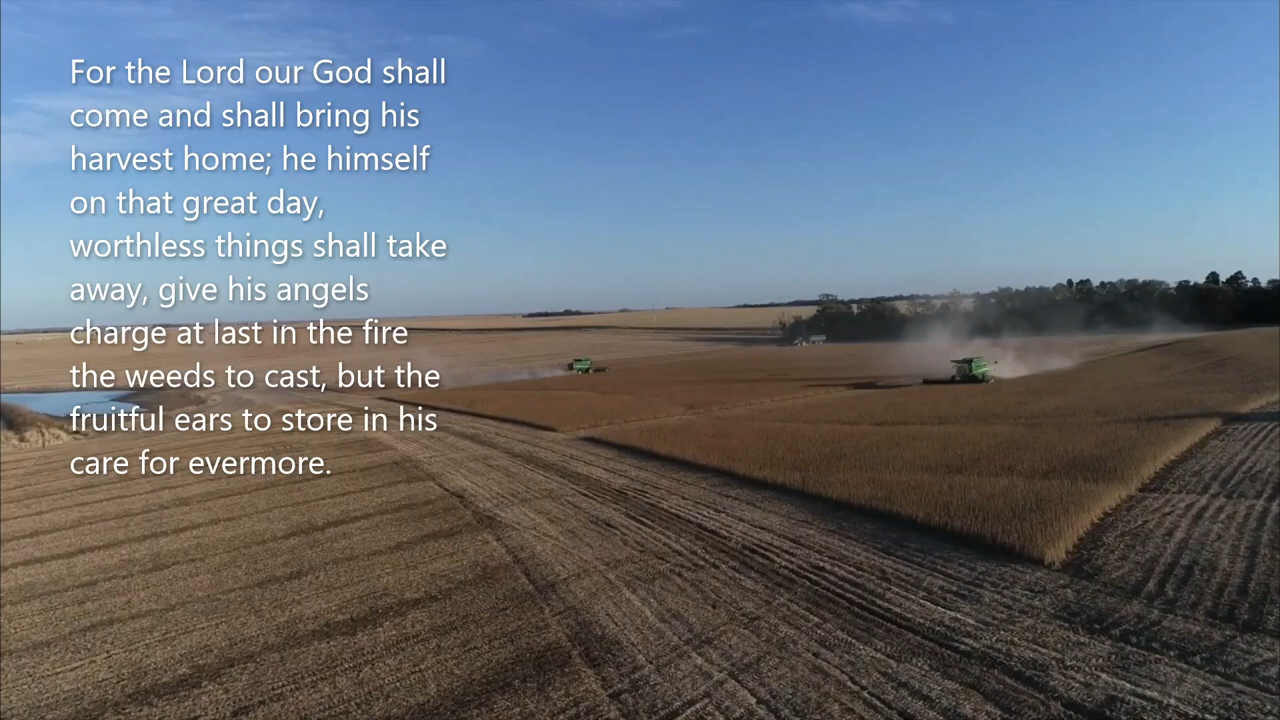 For the Lord our God shall
come and shall bring his
harvest home; he himself
on that great day,
worthless things shall take
away, give his angels
charge at last in the fire
the weeds to cast, but the
fruitful ears to store in his
care for evermore.